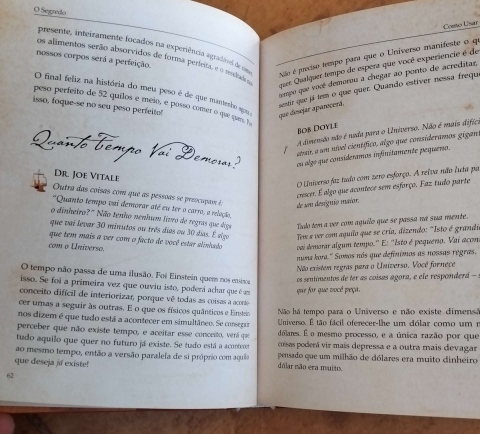 O Segredo
presente, inteiramente focados na experiência agradável de comer,
os alimentos serão absorvidos de forma perfeita, e o resultado nos
nossos corpos será a perfeição.
O final feliz na história do meu peso é de que mantenho agora o
peso perfeito de 52 quilos e meio, e posso comer o que quero. Por
isso, foque-se no seu peso perfeito!
Quanto Tempo Vai Demorar?
DR. JOE VITALE
Outra das coisas com que as pessoas se preocupam é:
"Quanto tempo vai demorar até eu ter o carro, a relação,
o dinheiro?" Não tenho nenhum livro de regras que diga
que vai levar 30 minutos ou três dias ou 30 dias. É algo
que tem mais a ver com o facto de você estar alinhado
com o Universo.
O tempo não passa de uma ilusão. Foi Einstein quem nos ensinou
isso. Se foi a primeira vez que ouviu isto, poderá achar que é um
conceito difícil de interiorizar, porque vê todas as coisas a aconte-
cer umas a seguir às outras. E o que os físicos quânticos e Einstein
nos dizem é que tudo está a acontecer em simultâneo. Se conseguir
perceber que não existe tempo, e aceitar esse conceito, verá que
tudo aquilo que quer no futuro já existe. Se tudo está a acontecer
ao mesmo tempo, então a versão paralela de si próprio com aquilo
que deseja já existe!
62
Como Usar
Não é preciso tempo para que o Universo manifeste o que
quer. Qualquer tempo de espera que você experiencie é de
tempo que você demorou a chegar ao ponto de acreditar,
sentir que já tem o que quer. Quando estiver nessa frequ
que desejar aparecerá.
BOB DOYLE
A dimensão não é nada para o Universo. Não é mais difícil
atrair, a um nível científico, algo que consideramos gigant
ou algo que consideramos infinitamente pequeno.
O Universo faz tudo com zero esforço. A relva não luta para
crescer. É algo que acontece sem esforço. Faz tudo parte
de um desígnio maior.
Tudo tem a ver com aquilo que se passa na sua mente.
Tem a ver com aquilo que se cria, dizendo: "Isto é grandio
vai demorar algum tempo." E: "Isto é pequeno. Vai acont
numa hora." Somos nós que definimos as nossas regras.
Não existem regras para o Universo. Você fornece
os sentimentos de ter as coisas agora, e ele responderá – s
que for que você peça.
Não há tempo para o Universo e não existe dimensã
Universo. É tão fácil oferecer-lhe um dólar como um m
dólares. É o mesmo processo, e a única razão por que
coisas poderá vir mais depressa e a outra mais devagar
pensado que um milhão de dólares era muito dinheiro
dólar não era muito.